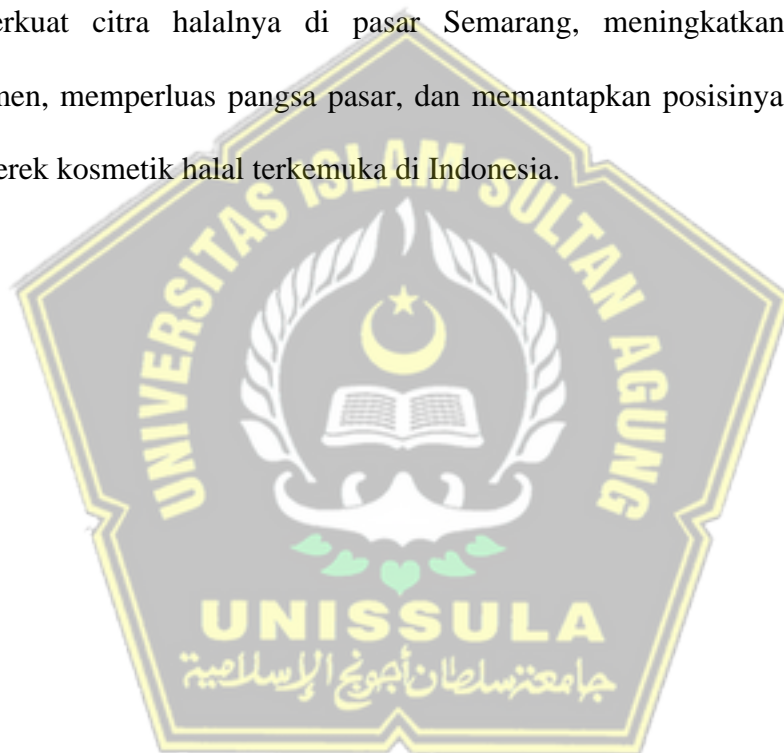 erkuat citra halalnya di pasar Semarang, meningkatkan
men, memperluas pangsa pasar, dan memantapkan posisinya
erek kosmetik halal terkemuka di Indonesia.
UNIVERSITAS ISLAM SULTAN AGUNG
UNISSULA
جامعة سلطان أجونج الإسلامية